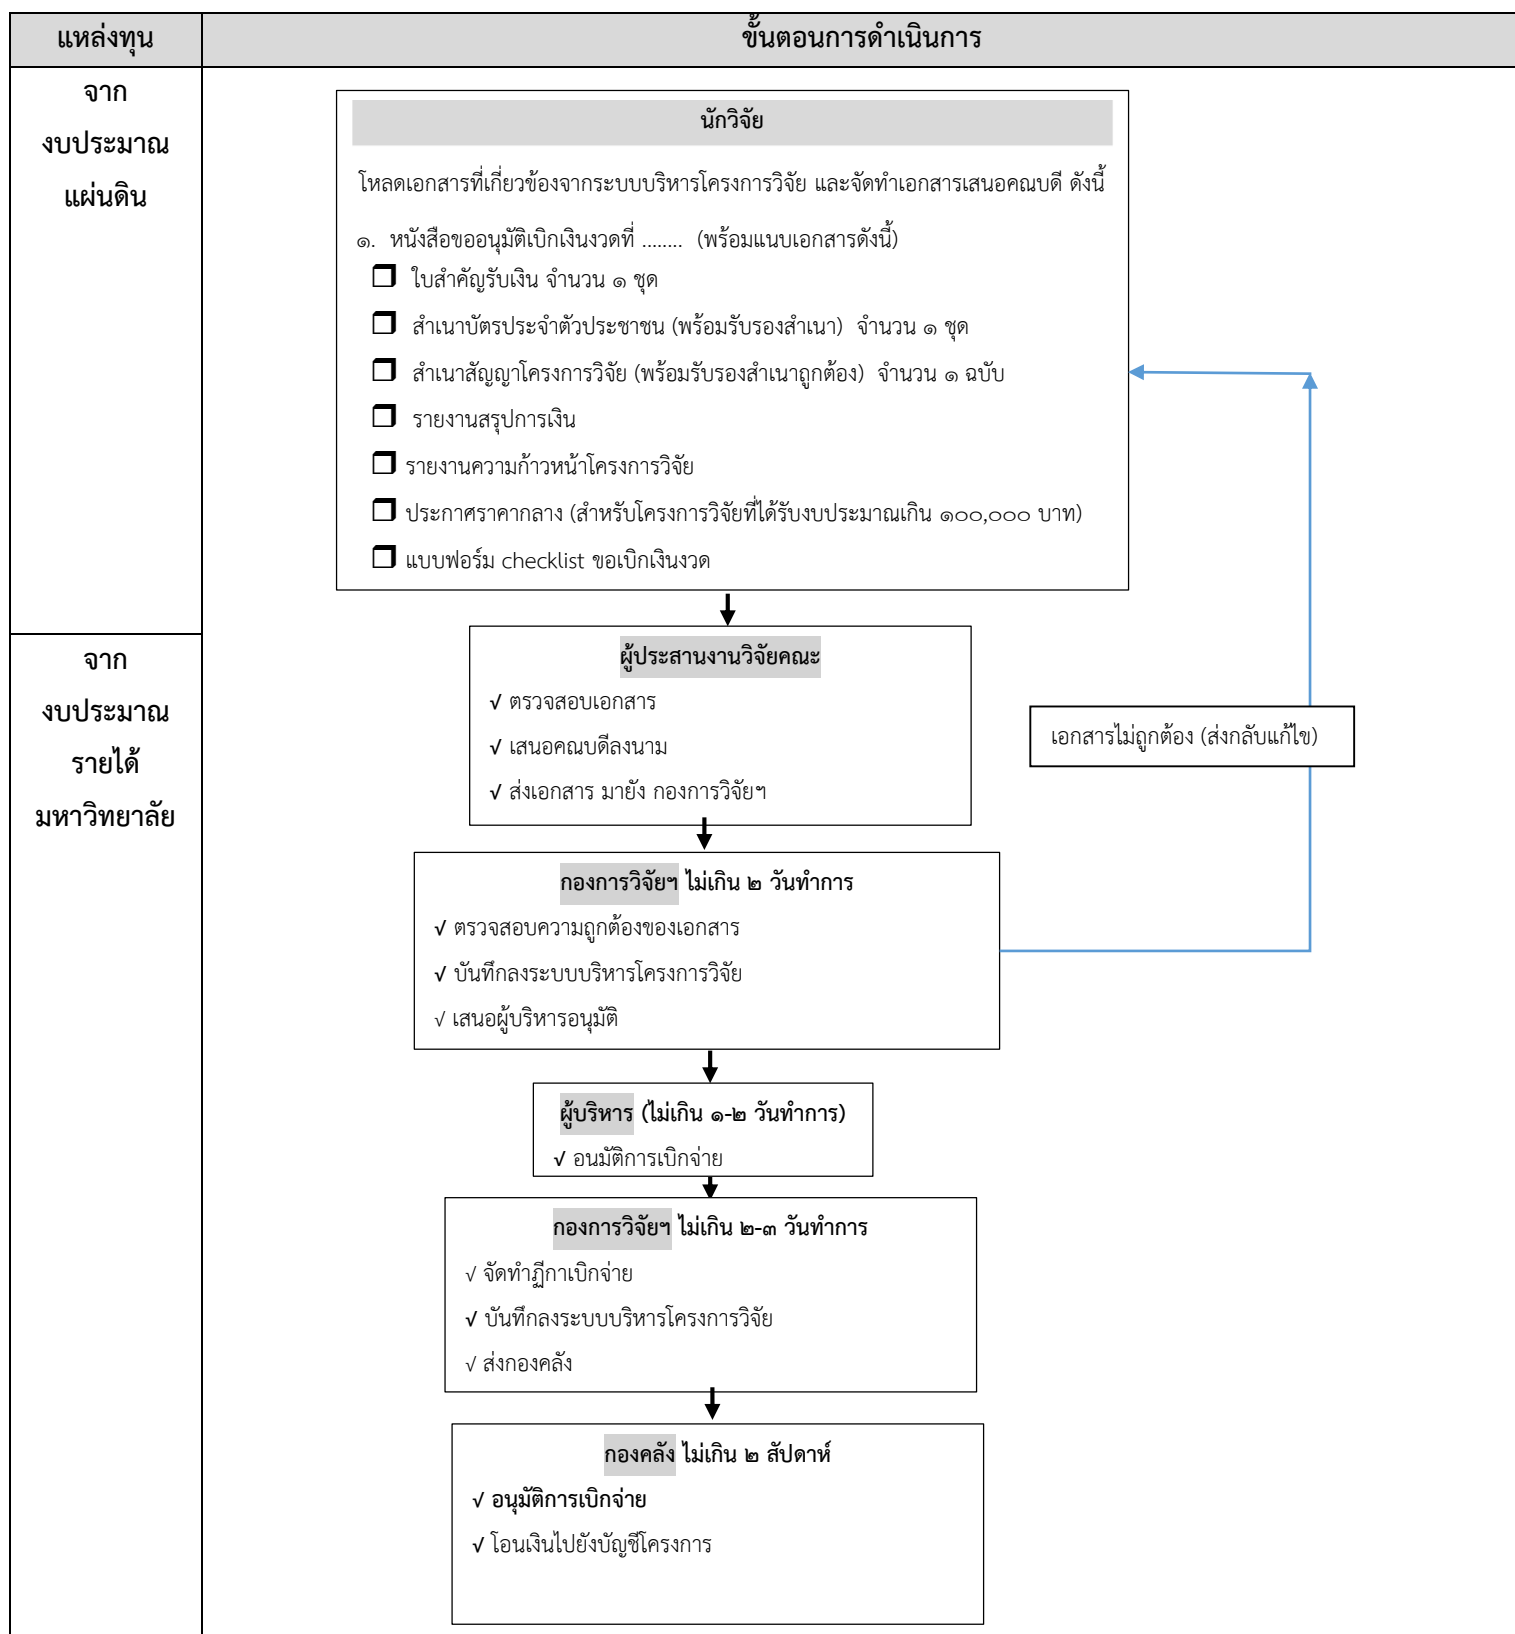 แหล่งทุน
ขั้นตอนการดำเนินการ
จาก
งบประมาณ
แผ่นดิน
นักวิจัย
โหลดเอกสารที่เกี่ยวข้องจากระบบบริหารโครงการวิจัย และจัดทำเอกสารเสนอคณบดี ดังนี้
๑. หนังสือขออนุมัติเบิกเงินงวดที่ ........ (พร้อมแนบเอกสารดังนี้)
❒ ใบสำคัญรับเงิน จำนวน ๑ ชุด
❒ สำเนาบัตรประจำตัวประชาชน (พร้อมรับรองสำเนา) จำนวน ๑ ชุด
❒ สำเนาสัญญาโครงการวิจัย (พร้อมรับรองสำเนาถูกต้อง) จำนวน ๑ ฉบับ
❒ รายงานสรุปการเงิน
❒ รายงานความก้าวหน้าโครงการวิจัย
❒ ประกาศราคากลาง (สำหรับโครงการวิจัยที่ได้รับงบประมาณเกิน ๑๐๐,๐๐๐ บาท)
❒ แบบฟอร์ม checklist ขอเบิกเงินงวด
จาก
งบประมาณ
รายได้
มหาวิทยาลัย
ผู้ประสานงานวิจัยคณะ
√ ตรวจสอบเอกสาร
√ เสนอคณบดีลงนาม
√ ส่งเอกสาร มายัง กองการวิจัยฯ
เอกสารไม่ถูกต้อง (ส่งกลับแก้ไข)
กองการวิจัยฯ ไม่เกิน ๒ วันทำการ
√ ตรวจสอบความถูกต้องของเอกสาร
√ บันทึกลงระบบบริหารโครงการวิจัย
√ เสนอผู้บริหารอนุมัติ
ผู้บริหาร (ไม่เกิน ๑-๒ วันทำการ)
√ อนมัติการเบิกจ่าย
กองการวิจัยฯ ไม่เกิน ๒-๓ วันทำการ
√ จัดทำฎีกาเบิกจ่าย
√ บันทึกลงระบบบริหารโครงการวิจัย
√ ส่งกองคลัง
กองคลัง ไม่เกิน ๒ สัปดาห์
√ อนุมัติการเบิกจ่าย
√ โอนเงินไปยังบัญชีโครงการ